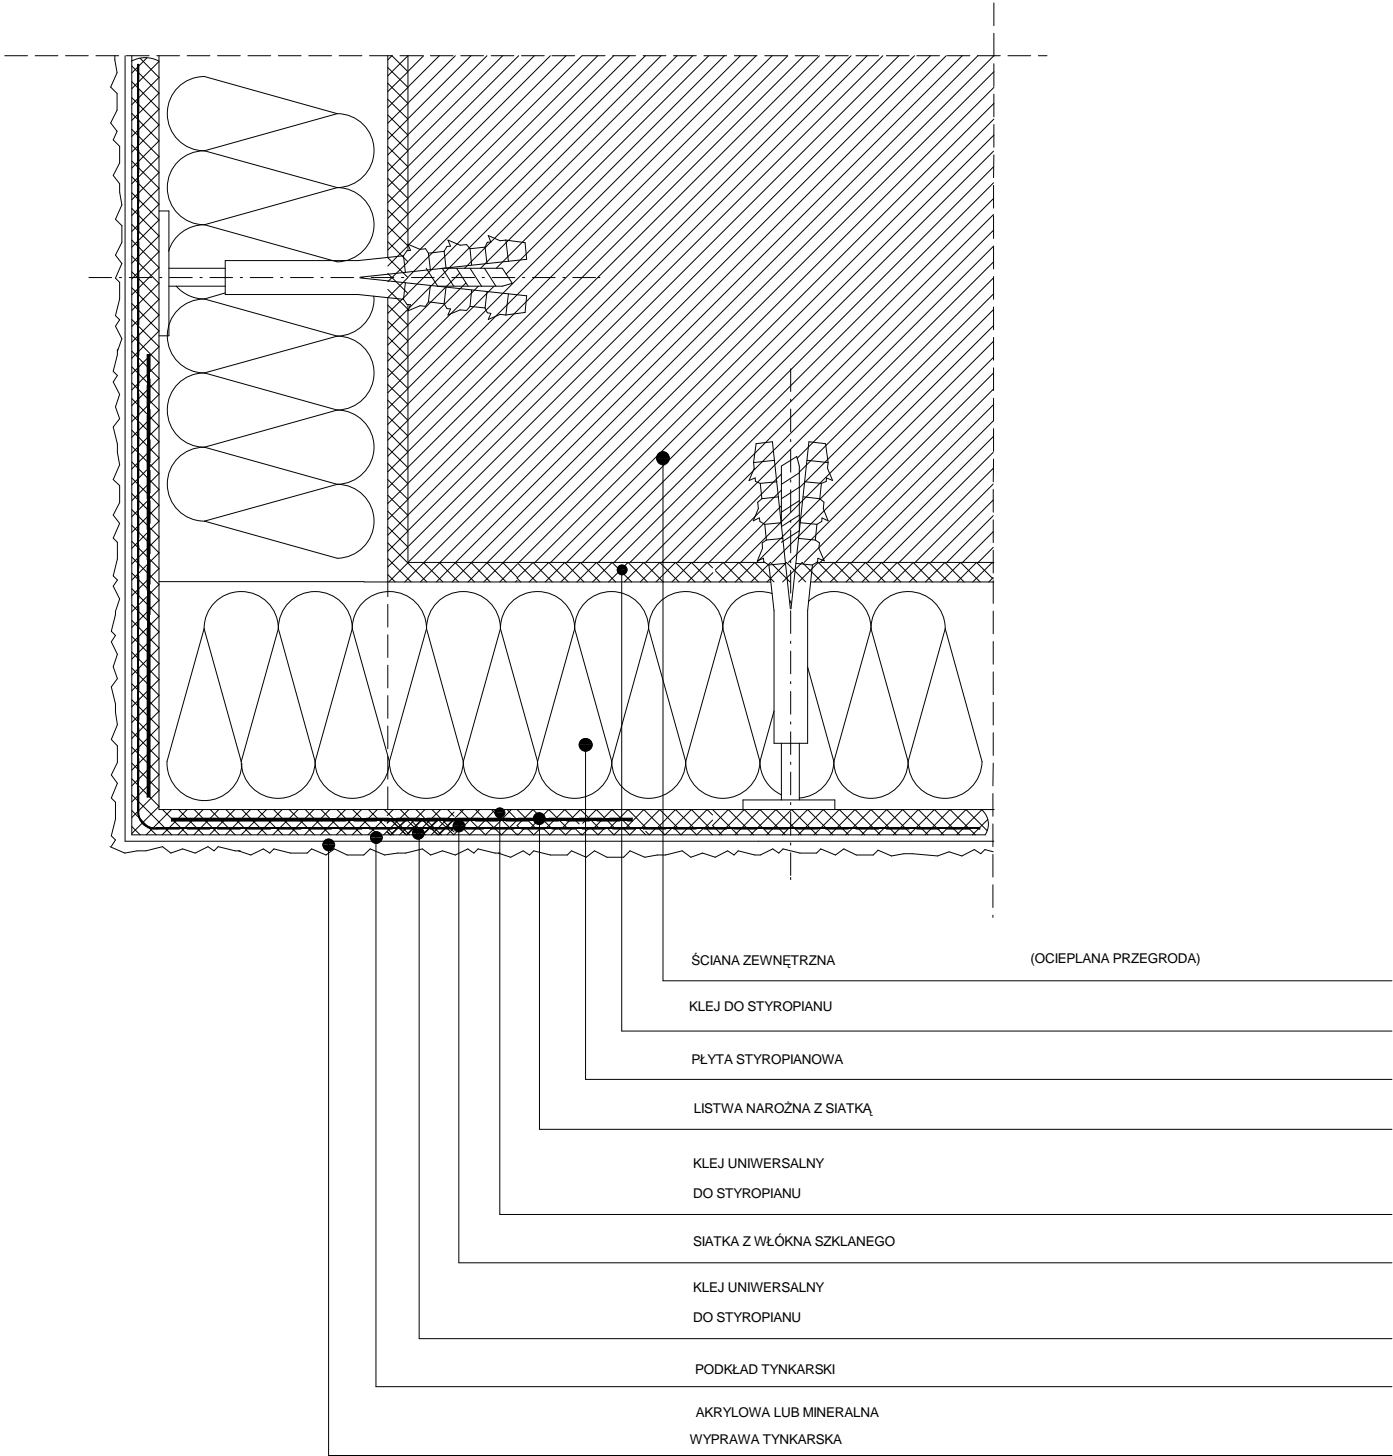 ŚCIANA ZEWNĘTRZNA (OCIEPLANA PRZEGRODA)
KLEJ DO STYROPIANU
PŁYTA STYROPIANOWA
LISTWA NAROŻNA Z SIATKĄ
KLEJ UNIWERSALNY
DO STYROPIANU
SIATKA Z WŁÓKNA SZKLANEGO
KLEJ UNIWERSALNY
DO STYROPIANU
PODKŁAD TYNKARSKI
AKRYLOWA LUB MINERALNA
WYPRAWA TYNKARSKA